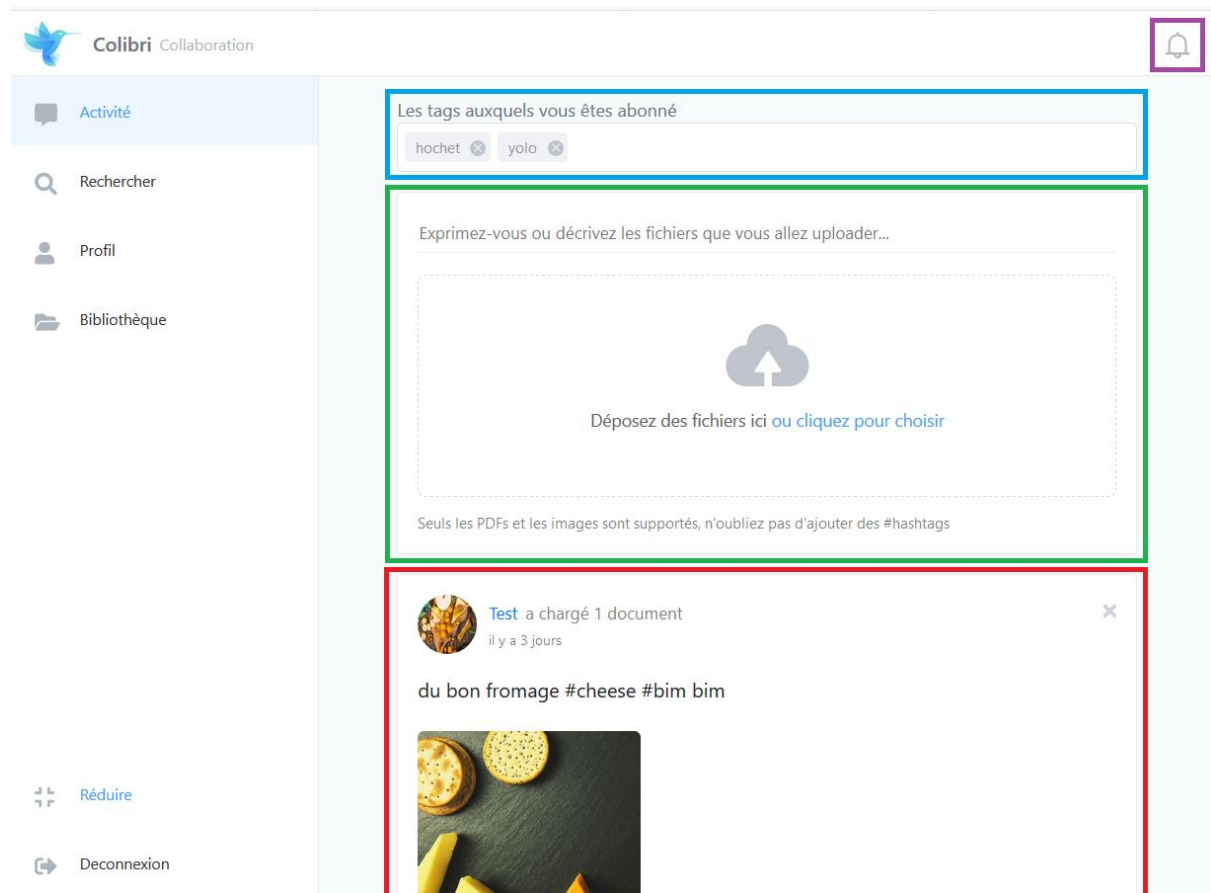 Colibri Collaboration
Activité
Rechercher
Profil
Bibliothèque
Réduire
Deconnexion
Les tags auxquels vous êtes abonné
hochet yolo
Exprimez-vous ou décrivez les fichiers que vous allez uploader...
Déposez des fichiers ici ou cliquez pour choisir
Seuls les PDFs et les images sont supportés, n'oubliez pas d'ajouter des #hashtags
Test a chargé 1 document
il y a 3 jours
du bon fromage #cheese #bim bim